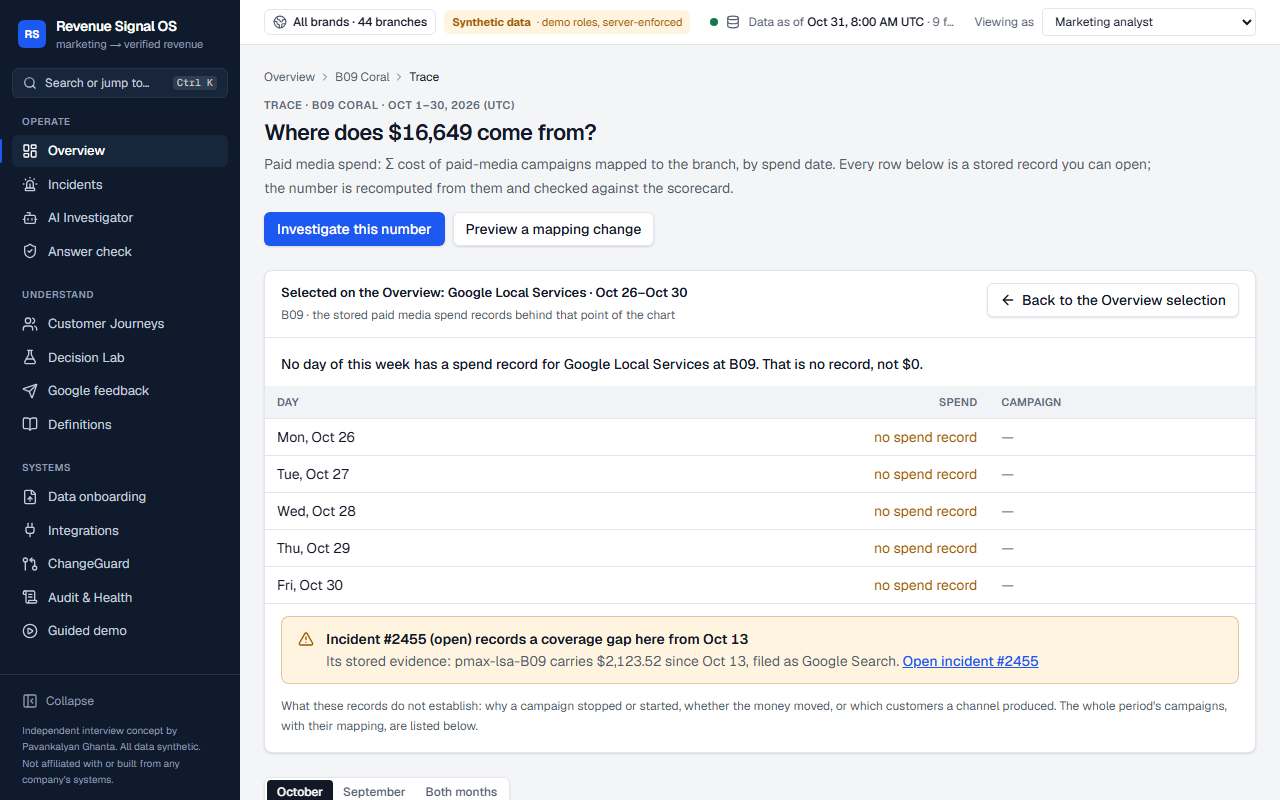 RS
Revenue Signal OS
marketing → verified revenue
Search or jump to… Ctrl K
OPERATE
Overview
Incidents
AI Investigator
Answer check
UNDERSTAND
Customer Journeys
Decision Lab
Google feedback
Definitions
SYSTEMS
Data onboarding
Integrations
ChangeGuard
Audit & Health
Guided demo
Collapse
Independent interview concept by
Pavankalyan Ghanta. All data synthetic.
Not affiliated with or built from any
company's systems.
All brands · 44 branches
Synthetic data · demo roles, server-enforced
Data as of Oct 31, 8:00 AM UTC · 9 f…
Viewing as
Marketing analyst
Overview > B09 Coral > Trace
TRACE · B09 CORAL · OCT 1–30, 2026 (UTC)
Where does $16,649 come from?
Paid media spend: Σ cost of paid-media campaigns mapped to the branch, by spend date. Every row below is a stored record you can open;
the number is recomputed from them and checked against the scorecard.
Investigate this number
Preview a mapping change
Selected on the Overview: Google Local Services · Oct 26–Oct 30
B09 · the stored paid media spend records behind that point of the chart
← Back to the Overview selection
No day of this week has a spend record for Google Local Services at B09. That is no record, not $0.
DAY SPEND CAMPAIGN
Mon, Oct 26 no spend record —
Tue, Oct 27 no spend record —
Wed, Oct 28 no spend record —
Thu, Oct 29 no spend record —
Fri, Oct 30 no spend record —
Incident #2455 (open) records a coverage gap here from Oct 13
Its stored evidence: pmax-lsa-B09 carries $2,123.52 since Oct 13, filed as Google Search. Open incident #2455
What these records do not establish: why a campaign stopped or started, whether the money moved, or which customers a channel produced. The whole period's campaigns,
with their mapping, are listed below.
October September Both months